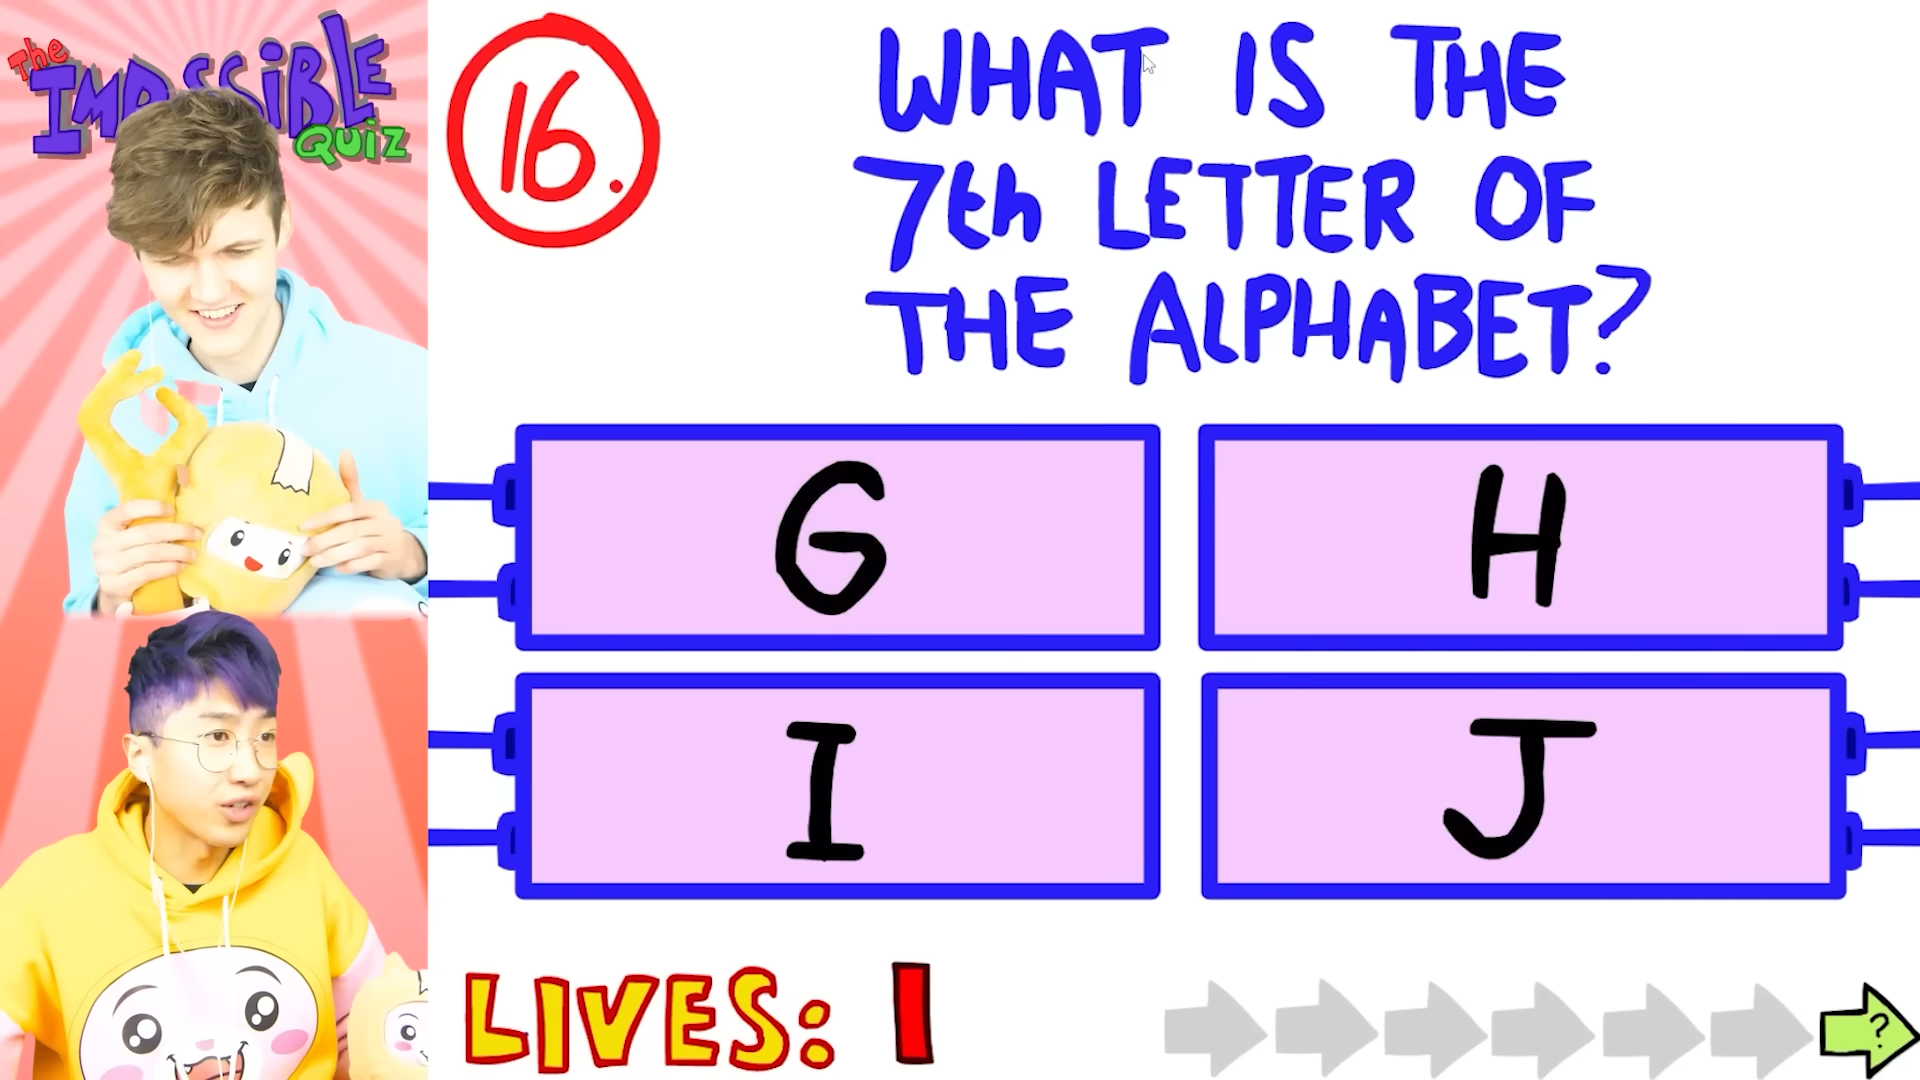 The
IMPOSSIBLE
QUIZ
16.
WHAT IS THE
7th LETTER OF
THE ALPHABET?
G
H
I
J
LIVES: 1
?